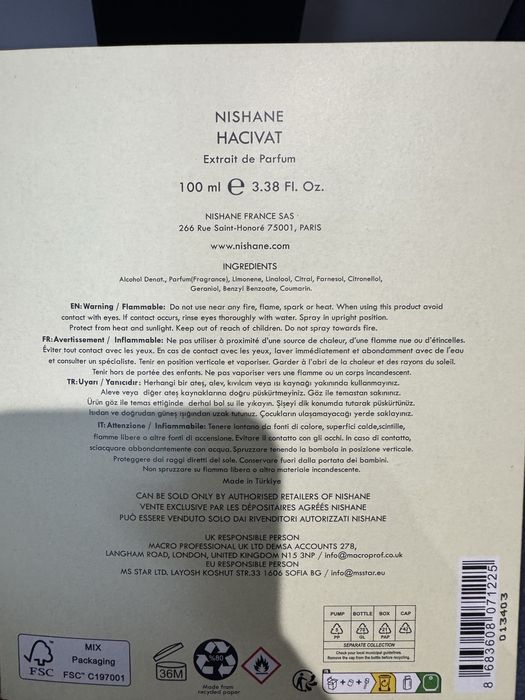 NISHANE
HACIVAT
Extrait de Parfum
100 ml ℮ 3.38 Fl. Oz.
NISHANE FRANCE SAS
266 Rue Saint-Honoré 75001, PARIS
www.nishane.com
INGREDIENTS
Alcohol Denat., Parfum(Fragrance), Limonene, Linalool, Citral, Farnesol, Citronellol,
Geraniol, Benzyl Benzoate, Coumarin.
EN: Warning / Flammable: Do not use near any fire, flame, spark or heat. When using this product avoid
contact with eyes. If contact occurs, rinse eyes thoroughly with water. Spray in upright position.
Protect from heat and sunlight. Keep out of reach of children. Do not spray towards fire.
FR: Avertissement / Inflammable: Ne pas utiliser à proximité d'une source de chaleur, d'une flamme nue ou d'étincelles.
Éviter tout contact avec les yeux. En cas de contact avec les yeux, laver immédiatement et abondamment avec de l'eau
et consulter un spécialiste. Tenir en position verticale et vaporiser. Garder à l'abri de la chaleur et des rayons du soleil.
Tenir hors de portée des enfants. Ne pas vaporiser vers une flamme ou un corps incandescent.
TR: Uyarı / Yanıcıdır: Herhangi bir ateş, alev, kıvılcım veya ısı kaynağı yakınında kullanmayınız.
Aleve veya diğer ateş kaynaklarına doğru püskürtmeyiniz. Göz ile temastan sakınınız.
Ürün göz ile temas ettiğinde derhal bol su ile yıkayın. Şişeyi dik konumda tutarak püskürtünüz.
Isıdan ve doğrudan güneş ışığından uzak tutunuz. Çocukların ulaşamayacağı yerde saklayınız.
IT: Attenzione / Infiammabile: Tenere lontano da fonti di calore, superfici calde,scintille,
fiamme libere o altre fonti di accensione. Evitare il contatto con gli occhi. In caso di contatto,
sciacquare abbondantemente con acqua. Spruzzare tenendo la bombola in posizione verticale.
Proteggere dai raggi diretti del sole. Conservare fuori dalla portata dei bambini.
Non spruzzare su fiamma libera o altro materiale incandescente.
Made in Türkiye
CAN BE SOLD ONLY BY AUTHORISED RETAILERS OF NISHANE
VENTE EXCLUSIVE PAR LES DÉPOSITAIRES AGRÉÉS NISHANE
PUÒ ESSERE VENDUTO SOLO DAI RIVENDITORI AUTORIZZATI NISHANE
UK RESPONSIBLE PERSON
MACRO PROFESSIONAL UK LTD DEMSA ACCOUNTS 278,
LANGHAM ROAD, LONDON, UNITED KINGDOM N15 3NP / info@macroprof.co.uk
EU RESPONSIBLE PERSON
MS STAR LTD. LAYOSH KOSHUT STR.33 1606 SOFIA BG / info@msstar.eu
PUMP BOTTLE BOX CAP
PP GL PAP
SEPARATE COLLECTION
Check your local municipal guidelines.
Remove the cap from the bottle before recycling.
8 683608 071225
013403
FSC
MIX
Packaging
FSC® C197001
36M
%80
Made from
recycled paper